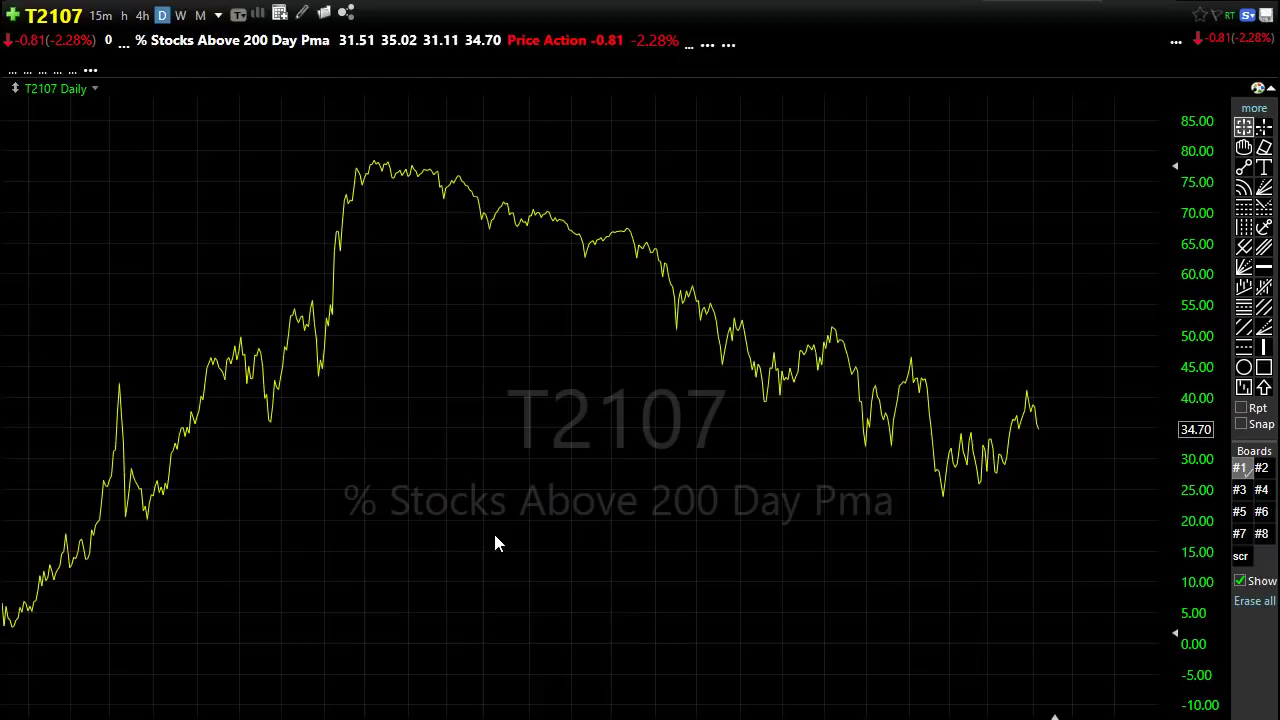 T2107 15m h 4h D W M T RT S
-0.81(-2.28%) 0 ... % Stocks Above 200 Day Pma 31.51 35.02 31.11 34.70 Price Action -0.81 -2.28% ... ... ... ... -0.81(-2.28%)
... ... ... ... ... ...
T2107 Daily
more
85.00
80.00
75.00
70.00
65.00
60.00
55.00
50.00
45.00
40.00
34.70
30.00
25.00
20.00
15.00
10.00
5.00
0.00
-5.00
-10.00
T2107
% Stocks Above 200 Day Pma
T
Rpt
Snap
Boards
#1 #2
#3 #4
#5 #6
#7 #8
scr
Show
Erase all